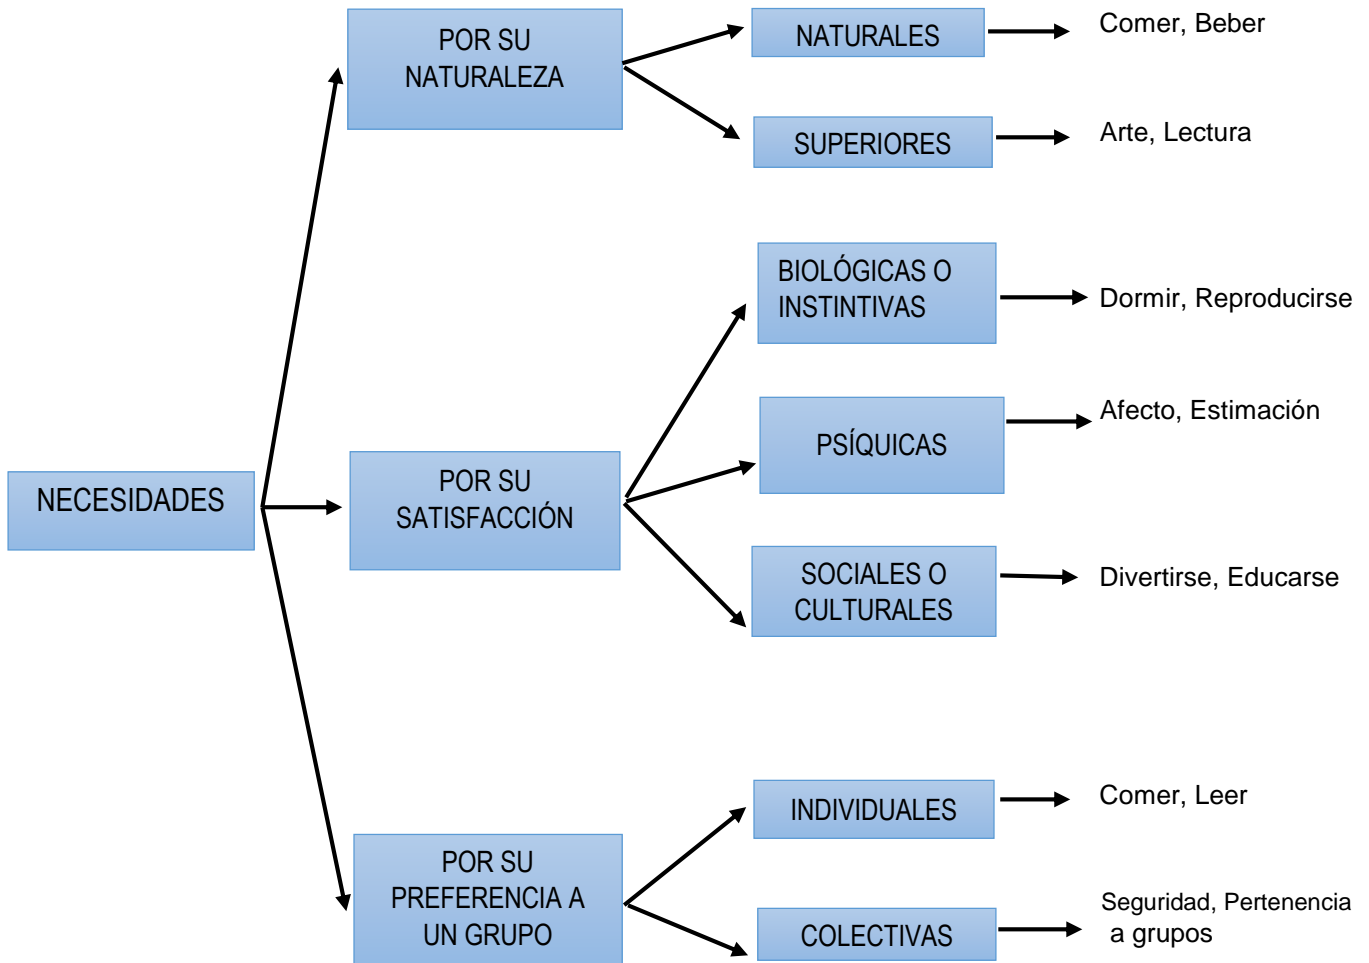 POR SU
NATURALEZA
NATURALES
Comer, Beber
SUPERIORES
Arte, Lectura
BIOLÓGICAS O
INSTINTIVAS
Dormir, Reproducirse
NECESIDADES
POR SU
SATISFACCIÓN
PSÍQUICAS
Afecto, Estimación
SOCIALES O
CULTURALES
Divertirse, Educarse
POR SU
PREFERENCIA A
UN GRUPO
INDIVIDUALES
Comer, Leer
COLECTIVAS
Seguridad, Pertenencia
a grupos